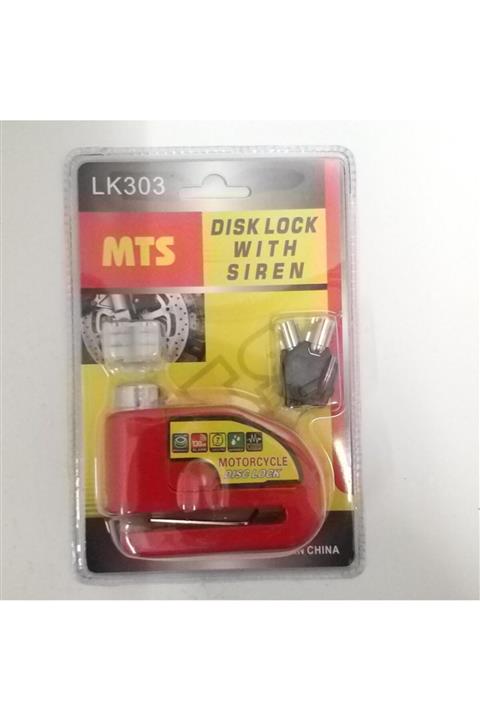 LK303
MTS
DISK LOCK
WITH
SIREN
MOTORCYCLE
DISC LOCK
CHINA